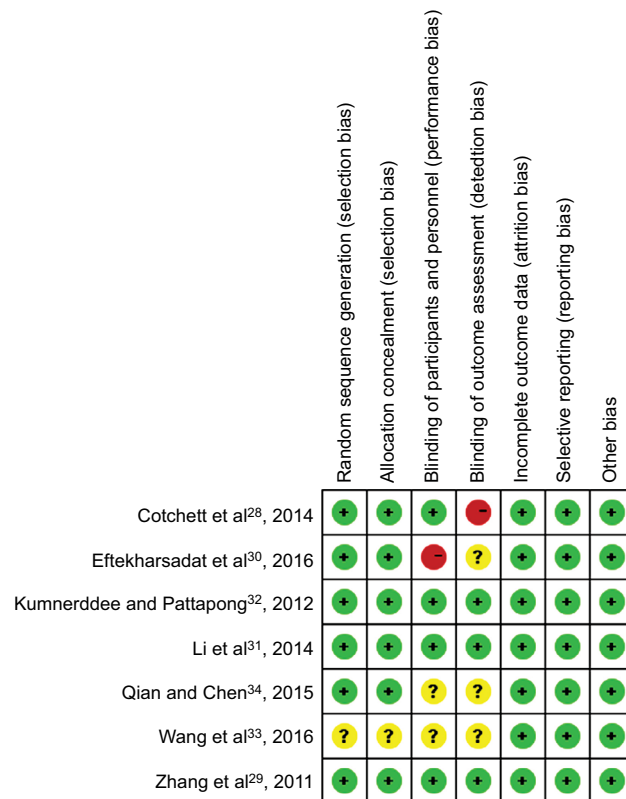 Random sequence generation (selection bias)
Allocation concealment (selection bias)
Blinding of participants and personnel (performance bias)
Blinding of outcome assessment (detedtion bias)
Incomplete outcome data (attrition bias)
Selective reporting (reporting bias)
Other bias
Cotchett et al²⁸, 2014 + + + - + + +
Eftekharsadat et al³⁰, 2016 + + - ? + + +
Kumnerddee and Pattapong³², 2012 + + + + + + +
Li et al³¹, 2014 + + + + + + +
Qian and Chen³⁴, 2015 + + ? ? + + +
Wang et al³³, 2016 ? ? ? ? + + +
Zhang et al²⁹, 2011 + + + + + + +